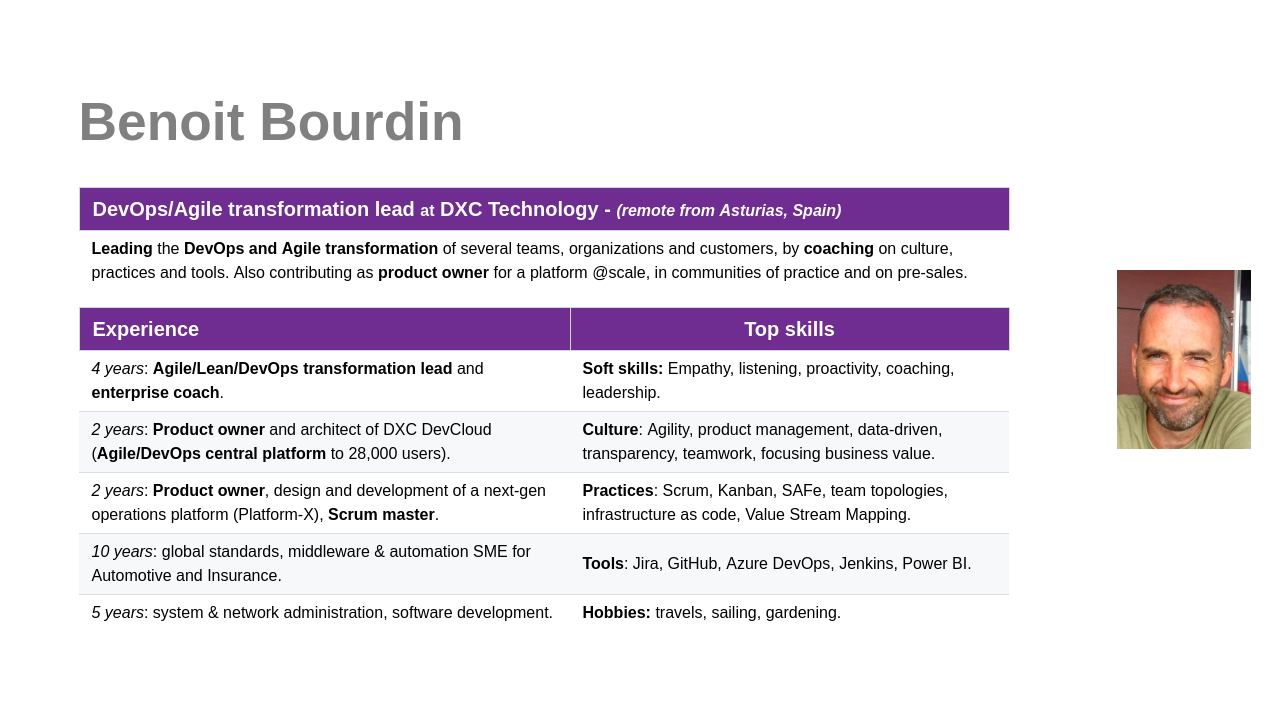 Benoit Bourdin
DevOps/Agile transformation lead at DXC Technology - (remote from Asturias, Spain)
Leading the DevOps and Agile transformation of several teams, organizations and customers, by coaching on culture,
practices and tools. Also contributing as product owner for a platform @scale, in communities of practice and on pre-sales.
Experience
Top skills
4 years: Agile/Lean/DevOps transformation lead and
enterprise coach.
Soft skills: Empathy, listening, proactivity, coaching,
leadership.
2 years: Product owner and architect of DXC DevCloud
(Agile/DevOps central platform to 28,000 users).
Culture: Agility, product management, data-driven,
transparency, teamwork, focusing business value.
2 years: Product owner, design and development of a next-gen
operations platform (Platform-X), Scrum master.
Practices: Scrum, Kanban, SAFe, team topologies,
infrastructure as code, Value Stream Mapping.
10 years: global standards, middleware & automation SME for
Automotive and Insurance.
Tools: Jira, GitHub, Azure DevOps, Jenkins, Power BI.
5 years: system & network administration, software development.
Hobbies: travels, sailing, gardening.